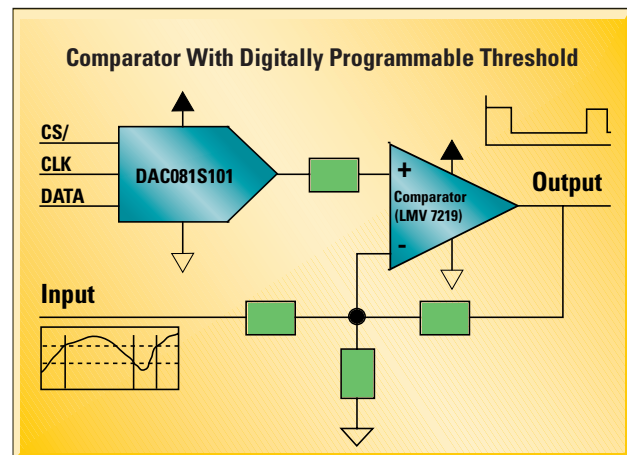 Comparator With Digitally Programmable Threshold
CS/
CLK
DATA
DAC081S101
+
Comparator
(LMV 7219)
-
Output
Input